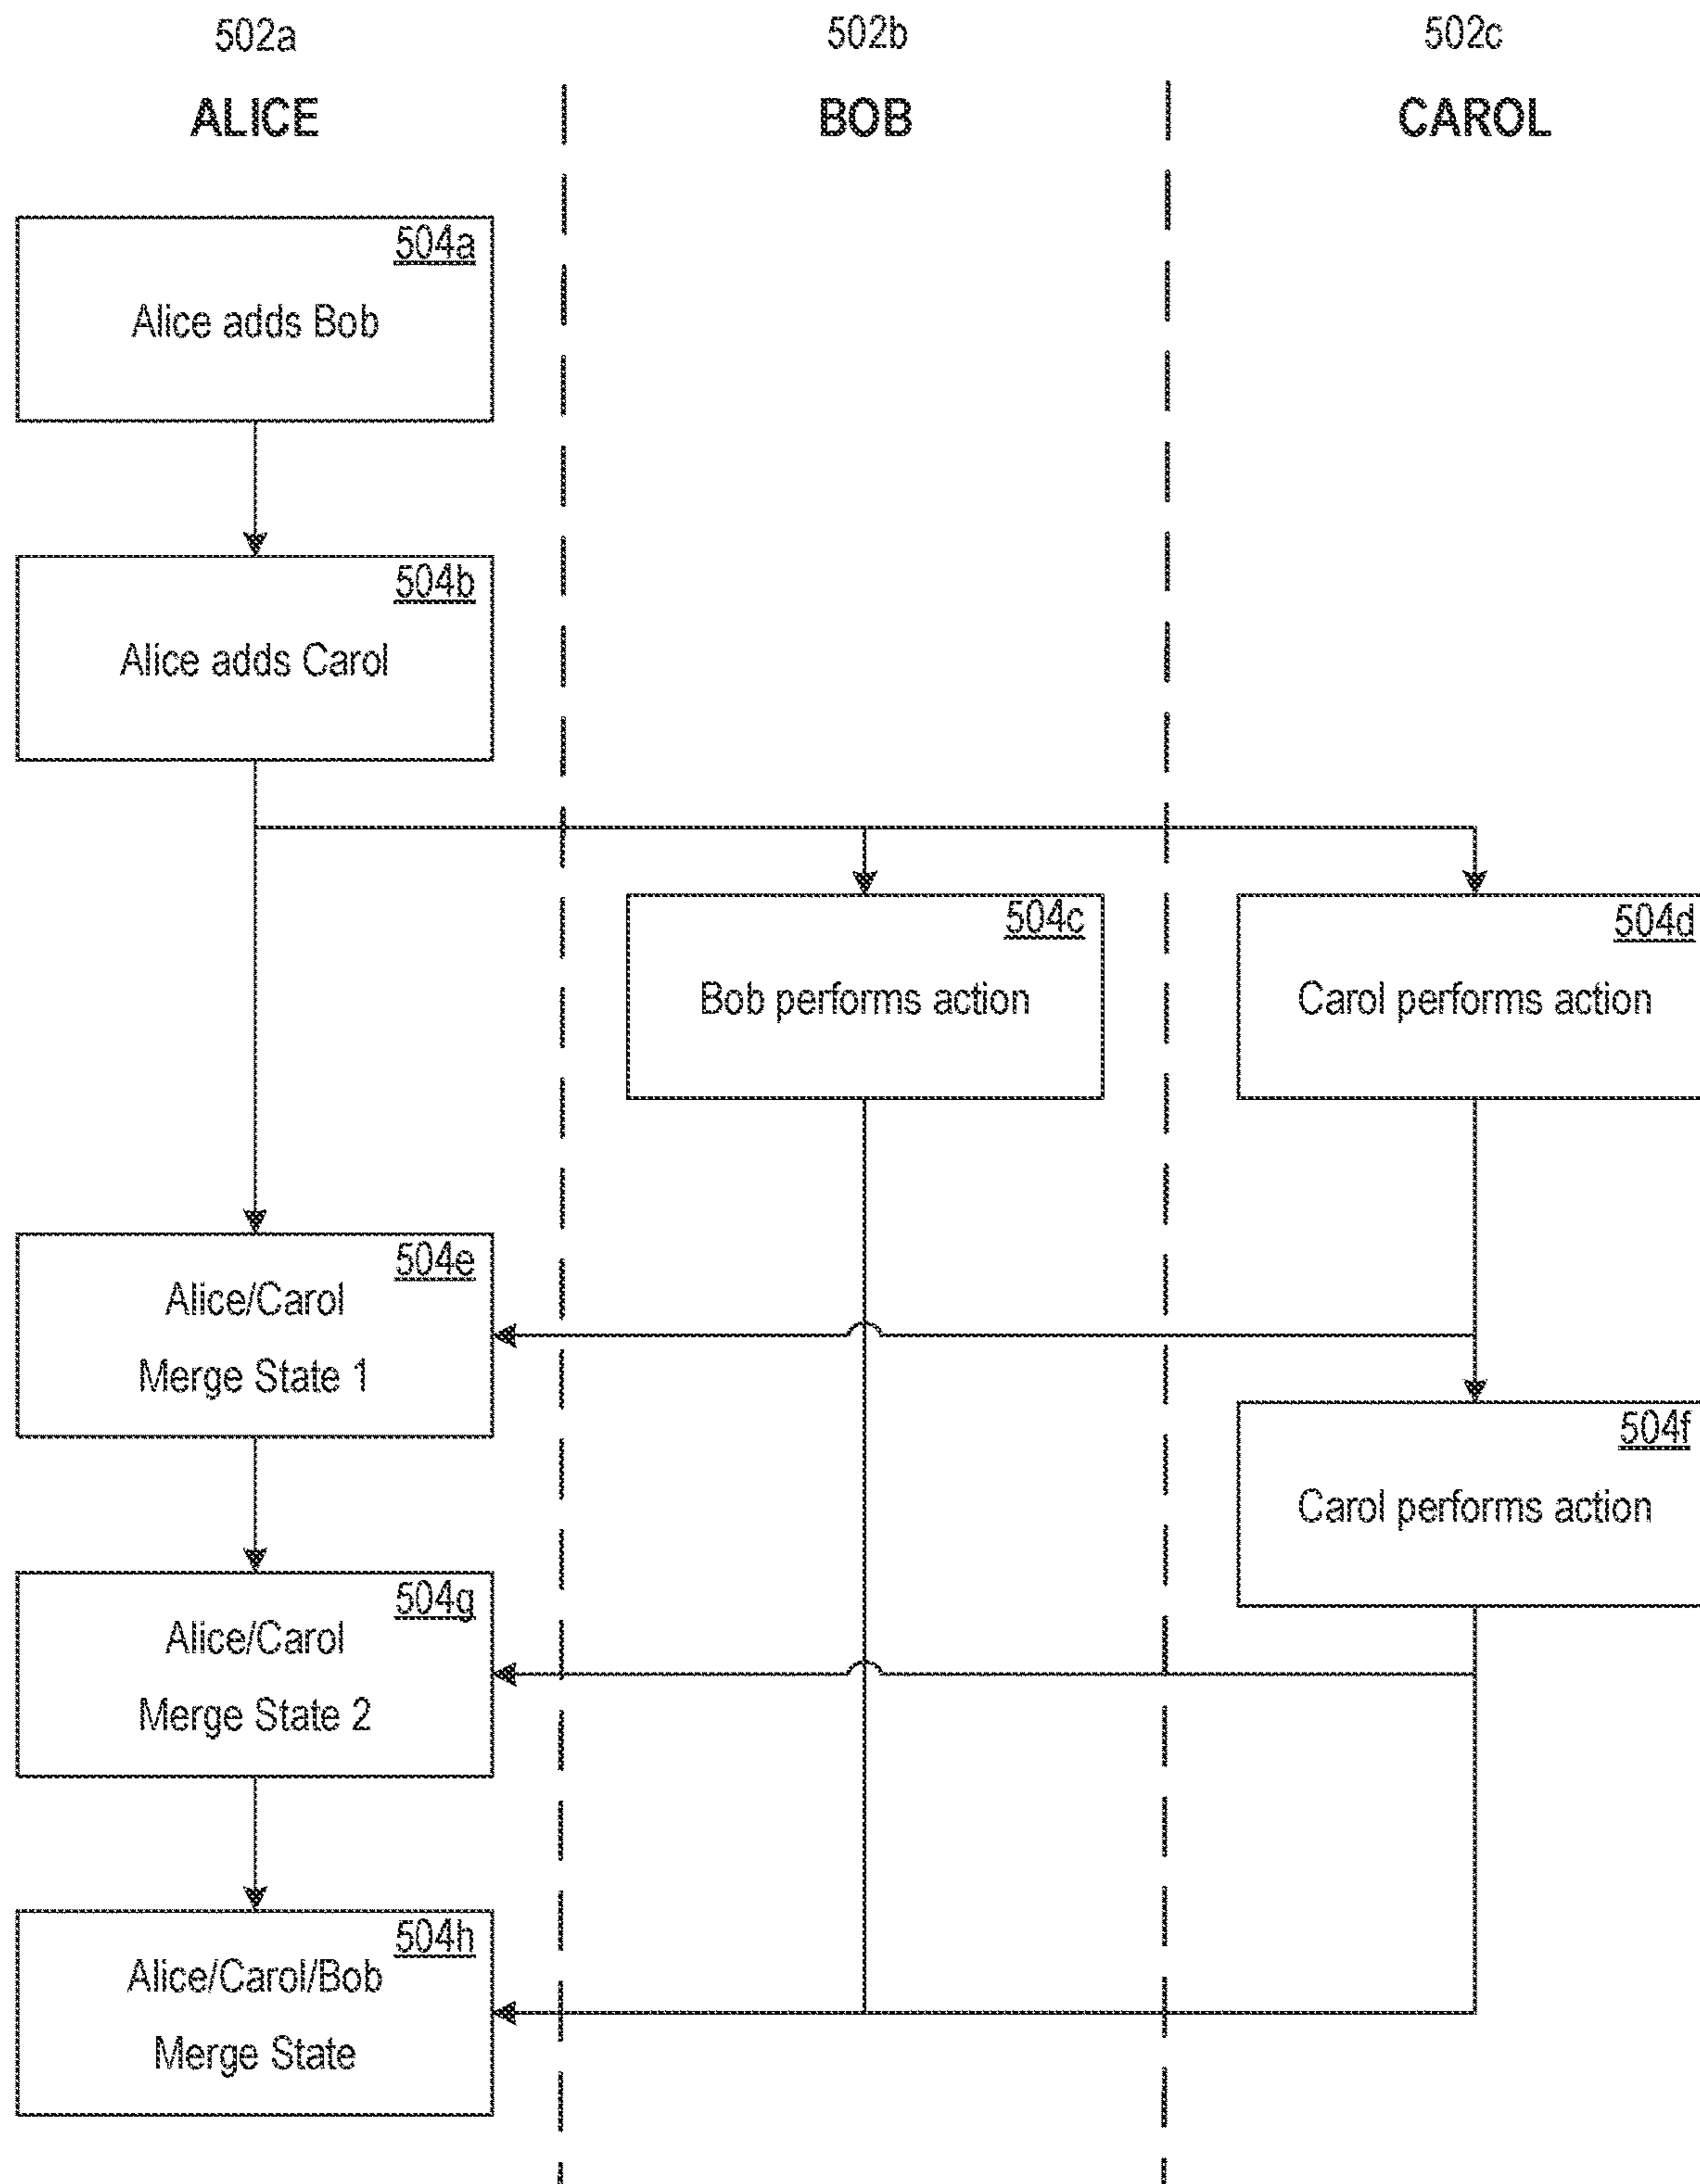 502a
502b
502c
ALICE
BOB
CAROL
504a
Alice adds Bob
504b
Alice adds Carol
504c
Bob performs action
504d
Carol performs action
504e
Alice/Carol
Merge State 1
504f
Carol performs action
504g
Alice/Carol
Merge State 2
504h
Alice/Carol/Bob
Merge State